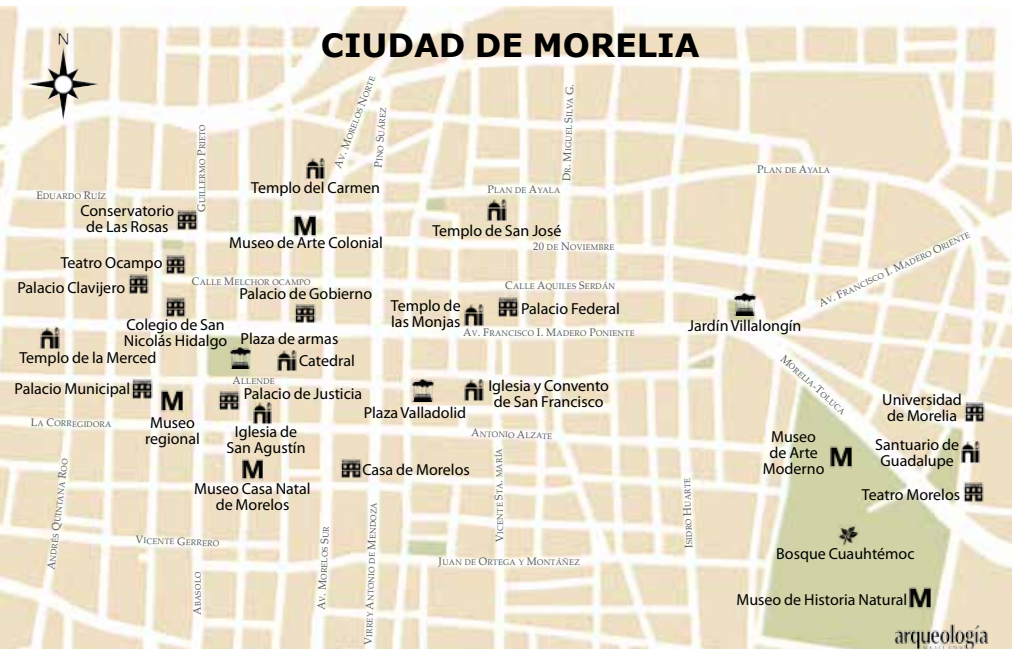 CIUDAD DE MORELIA
N
AV. MORELOS NORTE
PINO SUÁREZ
DR. MIGUEL SILVA G.
GUILLERMO PRIETO
Templo del Carmen
PLAN DE AYALA
PLAN DE AYALA
EDUARDO RUÍZ
Conservatorio
de Las Rosas
M
Museo de Arte Colonial
Templo de San José
20 DE NOVIEMBRE
AV. FRANCISCO I. MADERO ORIENTE
Teatro Ocampo
Palacio Clavijero
CALLE MELCHOR OCAMPO
CALLE AQUILES SERDÁN
Palacio de Gobierno
Templo de
las Monjas
Palacio Federal
Jardín Villalongín
Colegio de San
Nicolás Hidalgo
Plaza de armas
AV. FRANCISCO I. MADERO PONIENTE
Templo de la Merced
Catedral
MORELIA-TOLUCA
ALLENDE
Palacio Municipal
M
Museo
regional
Palacio de Justicia
Plaza Valladolid
Iglesia y Convento
de San Francisco
Universidad
de Morelia
LA CORREGIDORA
Iglesia de
San Agustín
ANTONIO ALZATE
Museo
de Arte
Moderno
M
Santuario de
Guadalupe
M
Museo Casa Natal
de Morelos
Casa de Morelos
Teatro Morelos
ANDRÉS QUINTANA ROO
VICENTE STA. MARÍA
ISIDRO HUARTE
VICENTE GERRERO
AV. MORELOS SUR
VIRREY ANTONIO DE MENDOZA
Bosque Cuauhtémoc
JUAN DE ORTEGA Y MONTÁÑEZ
ABASOLO
Museo de Historia Natural
M
arqueología